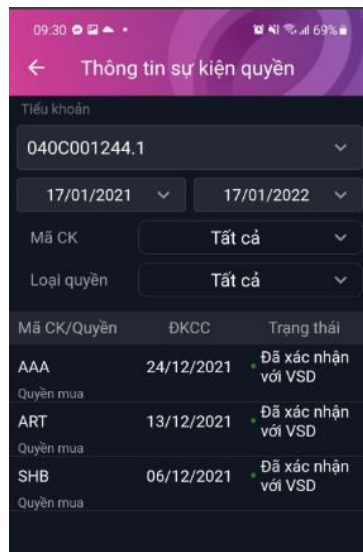 09:30
69%
Thông tin sự kiện quyền
Tiểu khoản
040C001244.1
17/01/2021 17/01/2022
Mã CK Tất cả
Loại quyền Tất cả
Mã CK/Quyền ĐKCC Trạng thái
AAA 24/12/2021 Đã xác nhận
với VSD
Quyền mua
ART 13/12/2021 Đã xác nhận
với VSD
Quyền mua
SHB 06/12/2021 Đã xác nhận
với VSD
Quyền mua